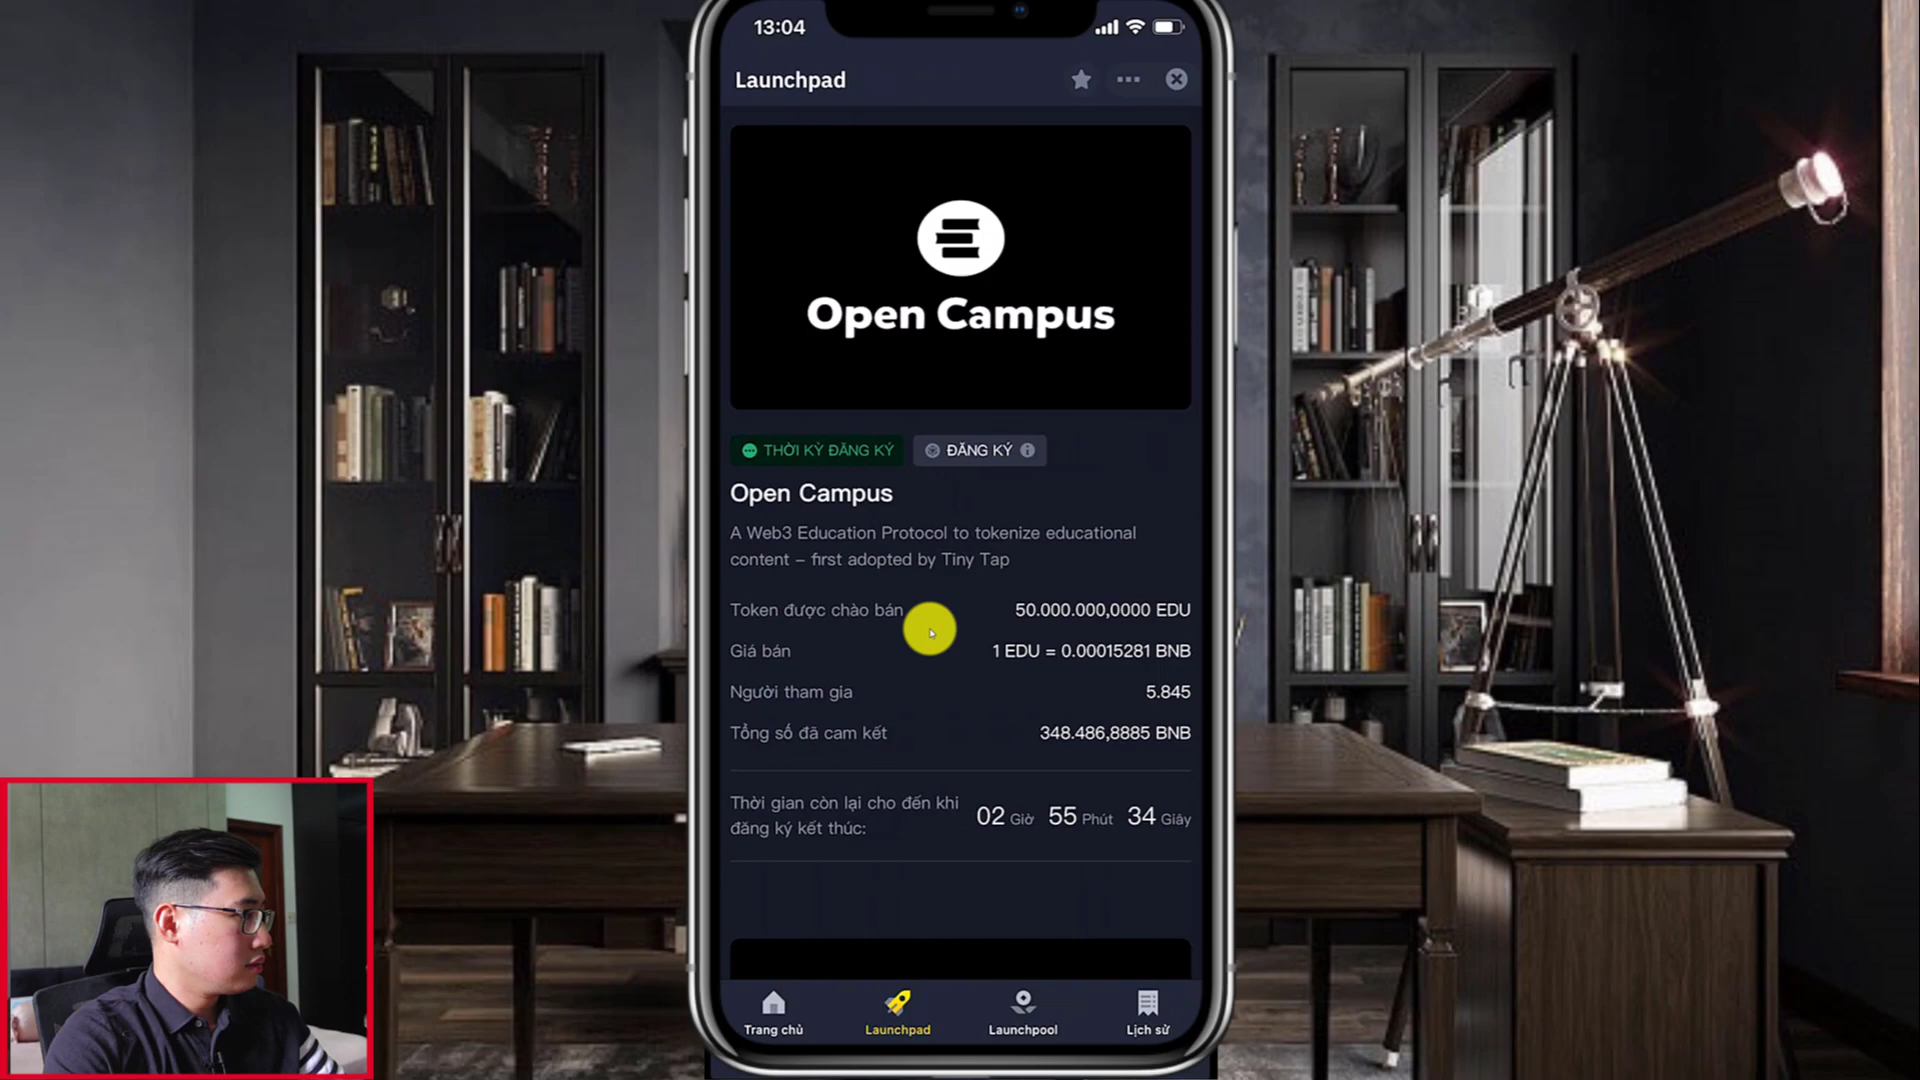 13:04
Launchpad
Open Campus
THỜI KỲ ĐĂNG KÝ
ĐĂNG KÝ
Open Campus
A Web3 Education Protocol to tokenize educational
content – first adopted by Tiny Tap
Token được chào bán 50.000.000,0000 EDU
Giá bán 1 EDU = 0.00015281 BNB
Người tham gia 5.845
Tổng số đã cam kết 348.486,8885 BNB
Thời gian còn lại cho đến khi
đăng ký kết thúc:
02 Giờ 55 Phút 34 Giây
Trang chủ Launchpad Launchpool Lịch sử